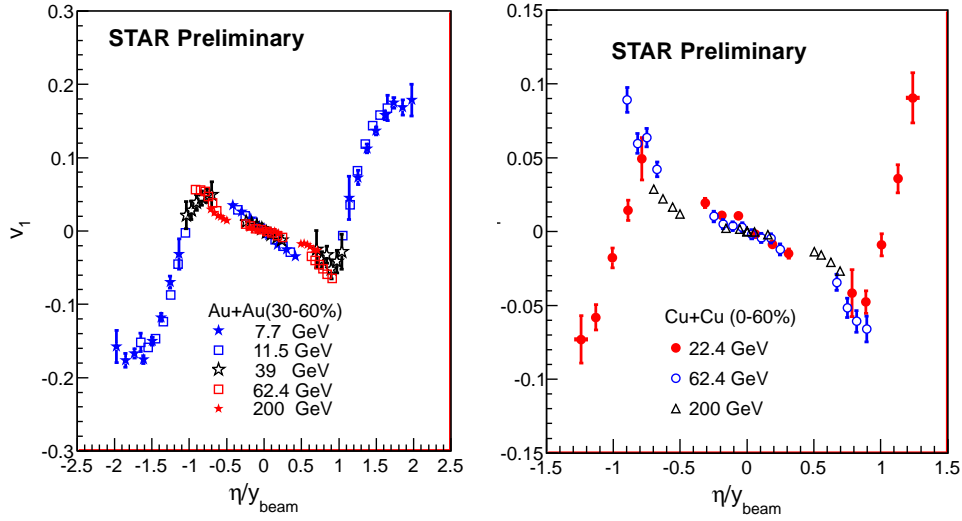 STAR Preliminary
0.3
0.2
0.1
0
-0.1
-0.2
-0.3
v1
Au+Au(30-60%)
7.7 GeV
11.5 GeV
39 GeV
62.4 GeV
200 GeV
-2.5 -2 -1.5 -1 -0.5 0 0.5 1 1.5 2 2.5
η/ybeam
STAR Preliminary
0.15
0.1
0.05
0
-0.05
-0.1
-0.15
Cu+Cu (0-60%)
22.4 GeV
62.4 GeV
200 GeV
-1.5 -1 -0.5 0 0.5 1 1.5
η/ybeam